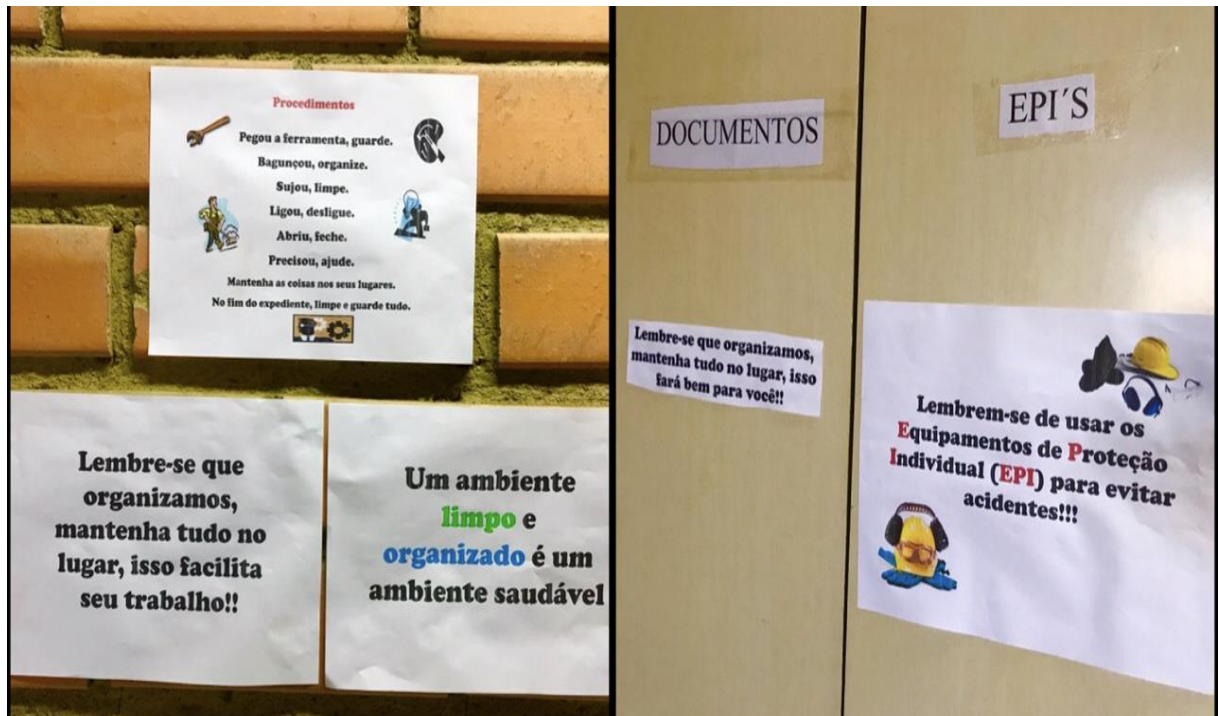 Procedimentos
Pegou a ferramenta, guarde.
Bagunçou, organize.
Sujou, limpe.
Ligou, desligue.
Abriu, feche.
Precisou, ajude.
Mantenha as coisas nos seus lugares.
No fim do expediente, limpe e guarde tudo.
Lembre-se que
organizamos,
mantenha tudo no
lugar, isso facilita
seu trabalho!!
Um ambiente
limpo e
organizado é um
ambiente saudável
DOCUMENTOS
Lembre-se que organizamos,
mantenha tudo no lugar, isso
fará bem para você!!
EPI´S
Lembrem-se de usar os
Equipamentos de Proteção
Individual (EPI) para evitar
acidentes!!!